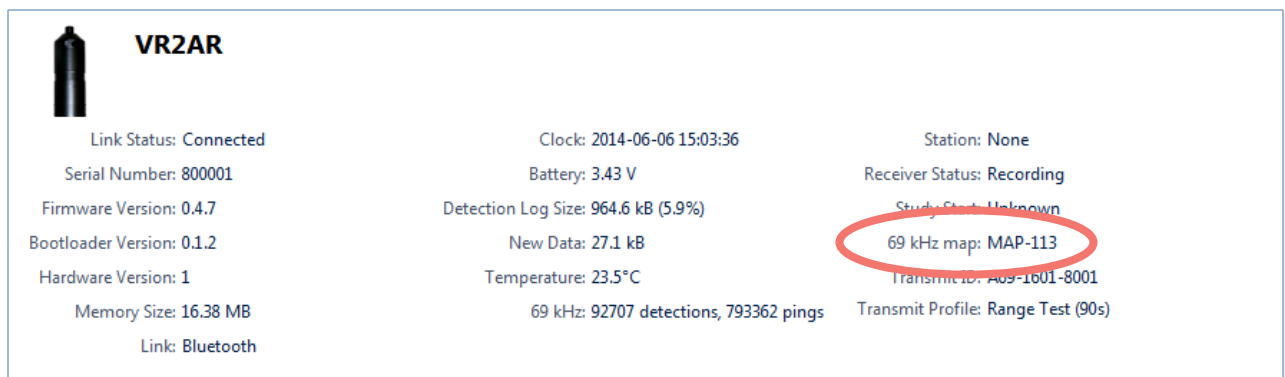 VR2AR
Link Status: Connected
Clock: 2014-06-06 15:03:36
Station: None
Serial Number: 800001
Battery: 3.43 V
Receiver Status: Recording
Firmware Version: 0.4.7
Detection Log Size: 964.6 kB (5.9%)
Study Start: Unknown
Bootloader Version: 0.1.2
New Data: 27.1 kB
69 kHz map: MAP-113
Hardware Version: 1
Temperature: 23.5°C
Transmit ID: A69-1601-8001
Memory Size: 16.38 MB
69 kHz: 92707 detections, 793362 pings
Transmit Profile: Range Test (90s)
Link: Bluetooth